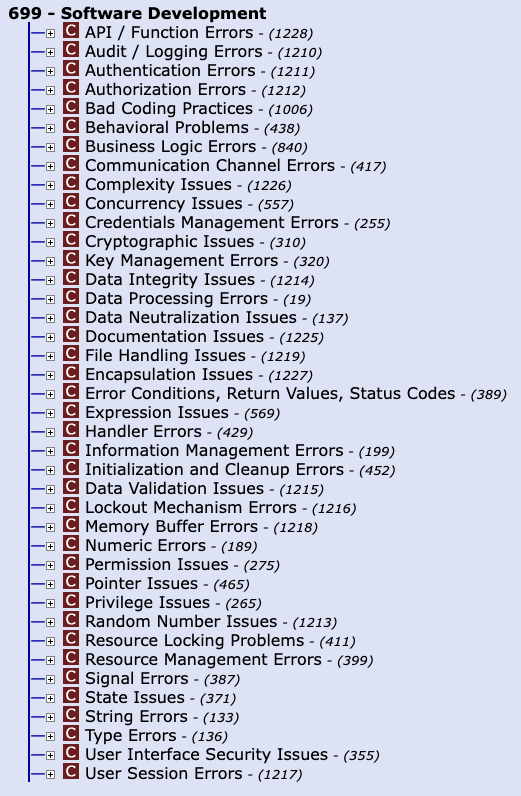 699 - Software Development
C API / Function Errors - (1228)
C Audit / Logging Errors - (1210)
C Authentication Errors - (1211)
C Authorization Errors - (1212)
C Bad Coding Practices - (1006)
C Behavioral Problems - (438)
C Business Logic Errors - (840)
C Communication Channel Errors - (417)
C Complexity Issues - (1226)
C Concurrency Issues - (557)
C Credentials Management Errors - (255)
C Cryptographic Issues - (310)
C Key Management Errors - (320)
C Data Integrity Issues - (1214)
C Data Processing Errors - (19)
C Data Neutralization Issues - (137)
C Documentation Issues - (1225)
C File Handling Issues - (1219)
C Encapsulation Issues - (1227)
C Error Conditions, Return Values, Status Codes - (389)
C Expression Issues - (569)
C Handler Errors - (429)
C Information Management Errors - (199)
C Initialization and Cleanup Errors - (452)
C Data Validation Issues - (1215)
C Lockout Mechanism Errors - (1216)
C Memory Buffer Errors - (1218)
C Numeric Errors - (189)
C Permission Issues - (275)
C Pointer Issues - (465)
C Privilege Issues - (265)
C Random Number Issues - (1213)
C Resource Locking Problems - (411)
C Resource Management Errors - (399)
C Signal Errors - (387)
C State Issues - (371)
C String Errors - (133)
C Type Errors - (136)
C User Interface Security Issues - (355)
C User Session Errors - (1217)